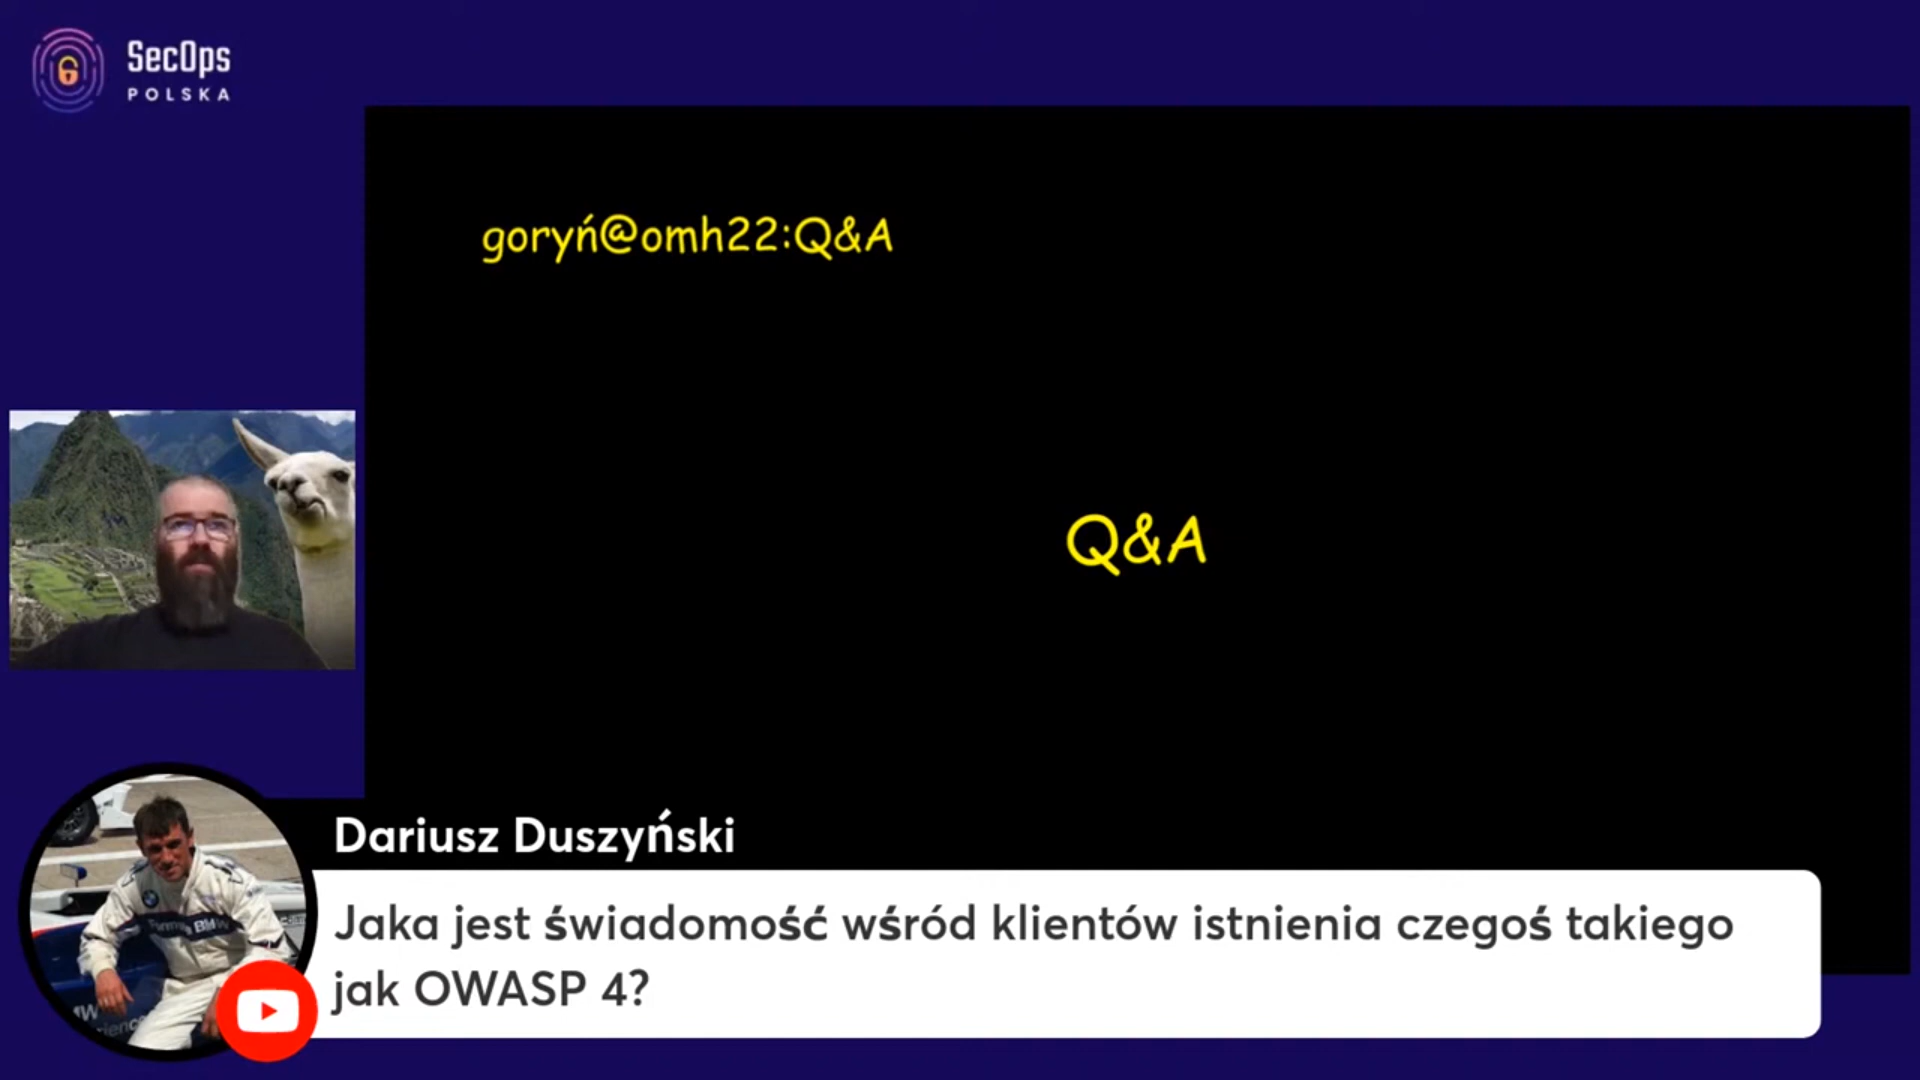 SecOps
POLSKA
goryń@omh22:Q&A
Q&A
Dariusz Duszyński
Jaka jest świadomość wśród klientów istnienia czegoś takiego
jak OWASP 4?